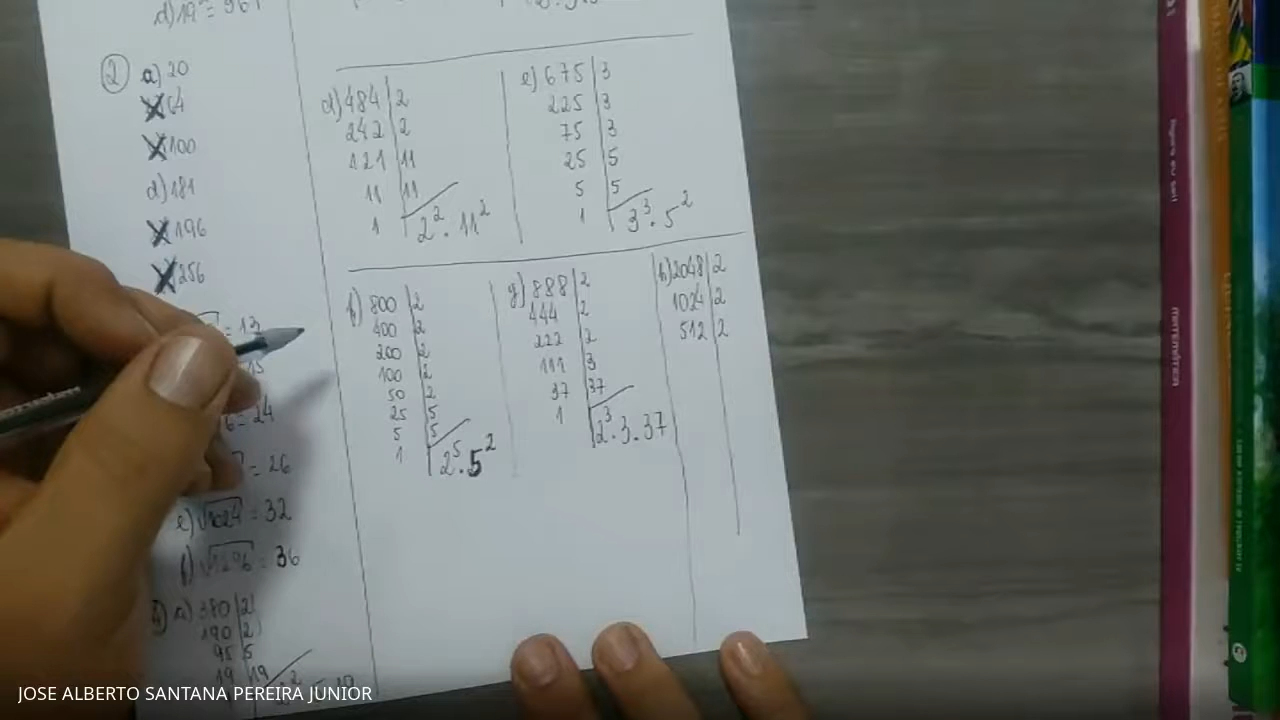 d) 19² = 361
2 a) 20
X 64
X 100
d) 181
X 196
X 256
= 13
15
= 24
= 26
e) √1024 = 32
f) √1296 = 36
4) a) 380 | 2
190 | 2
95 | 5
19 | 19
d) 484 | 2
242 | 2
121 | 11
11 | 11
1 | 2² . 11²
e) 675 | 3
225 | 3
75 | 3
25 | 5
5 | 5
1 | 3³ . 5²
f) 800 | 2
400 | 2
200 | 2
100 | 2
50 | 2
25 | 5
5 | 5
1 | 2⁵ . 5²
g) 888 | 2
444 | 2
222 | 2
111 | 3
37 | 37
1 | 2³ . 3 . 37
h) 2048 | 2
1024 | 2
512 | 2
JOSE ALBERTO SANTANA PEREIRA JUNIOR